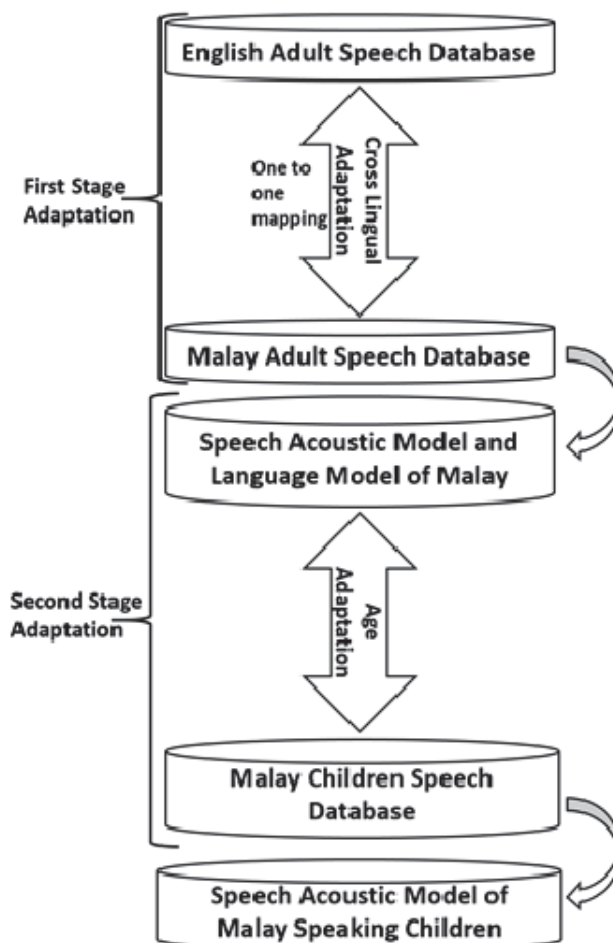 English Adult Speech Database
First Stage
Adaptation
One to
one
mapping
Cross Lingual
Adaptation
Malay Adult Speech Database
Speech Acoustic Model and
Language Model of Malay
Second Stage
Adaptation
Age
Adaptation
Malay Children Speech
Database
Speech Acoustic Model of
Malay Speaking Children